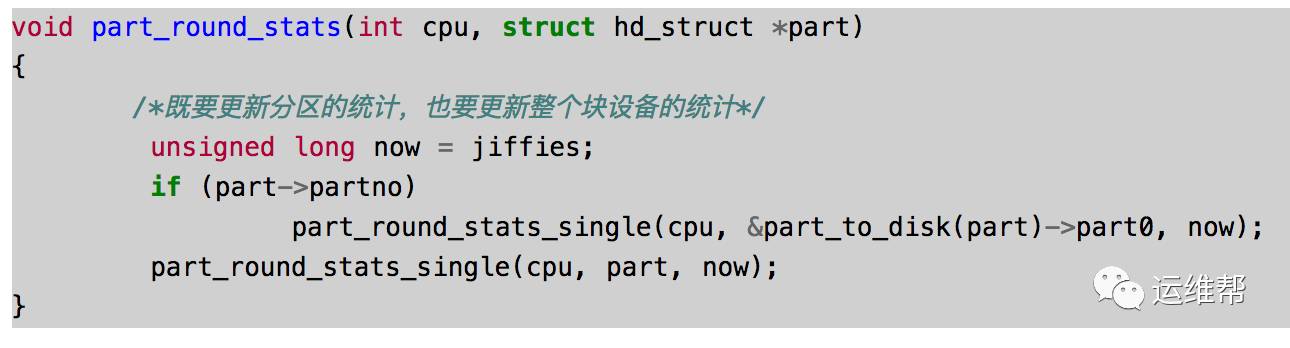 void part_round_stats(int cpu, struct hd_struct *part)
{
/*既要更新分区的统计，也要更新整个块设备的统计*/
unsigned long now = jiffies;
if (part->partno)
part_round_stats_single(cpu, &part_to_disk(part)->part0, now);
part_round_stats_single(cpu, part, now);
}
运维帮